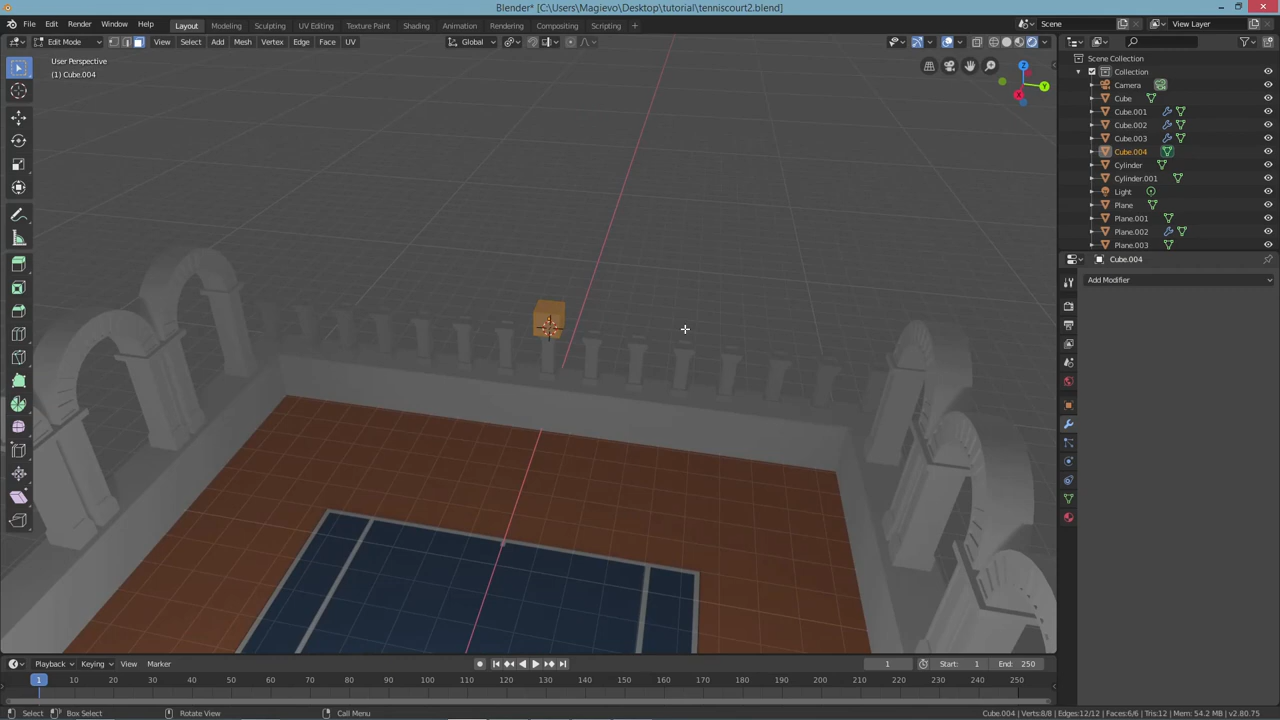 Blender* [C:\Users\Magievo\Desktop\tutorial\tenniscourt2.blend]
File Edit Render Window Help Layout Modeling Sculpting UV Editing Texture Paint Shading Animation Rendering Compositing Scripting + Scene View Layer
Edit Mode View Select Add Mesh Vertex Edge Face UV Global
User Perspective
(1) Cube.004
Z
Y
X
Scene Collection
Collection
Camera
Cube
Cube.001
Cube.002
Cube.003
Cube.004
Cylinder
Cylinder.001
Light
Plane
Plane.001
Plane.002
Plane.003
Cube.004
Add Modifier
Playback Keying View Marker 1 Start: 1 End: 250
1 10 20 30 40 50 60 70 80 90 100 110 120 130 140 150 160 170 180 190 200 210 220 230 240 250
Select Box Select Rotate View Call Menu Cube.004 | Verts:8/8 | Edges:12/12 | Faces:6/6 | Tris:12 | Mem: 54.2 MB | v2.80.75